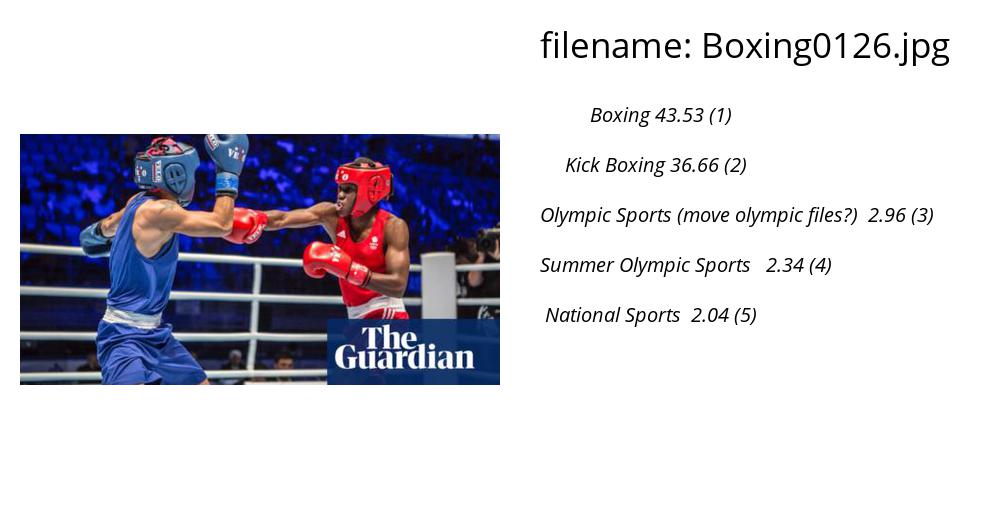 filename: Boxing0126.jpg
Boxing 43.53 (1)
Kick Boxing 36.66 (2)
Olympic Sports (move olympic files?) 2.96 (3)
Summer Olympic Sports 2.34 (4)
National Sports 2.04 (5)
The
Guardian